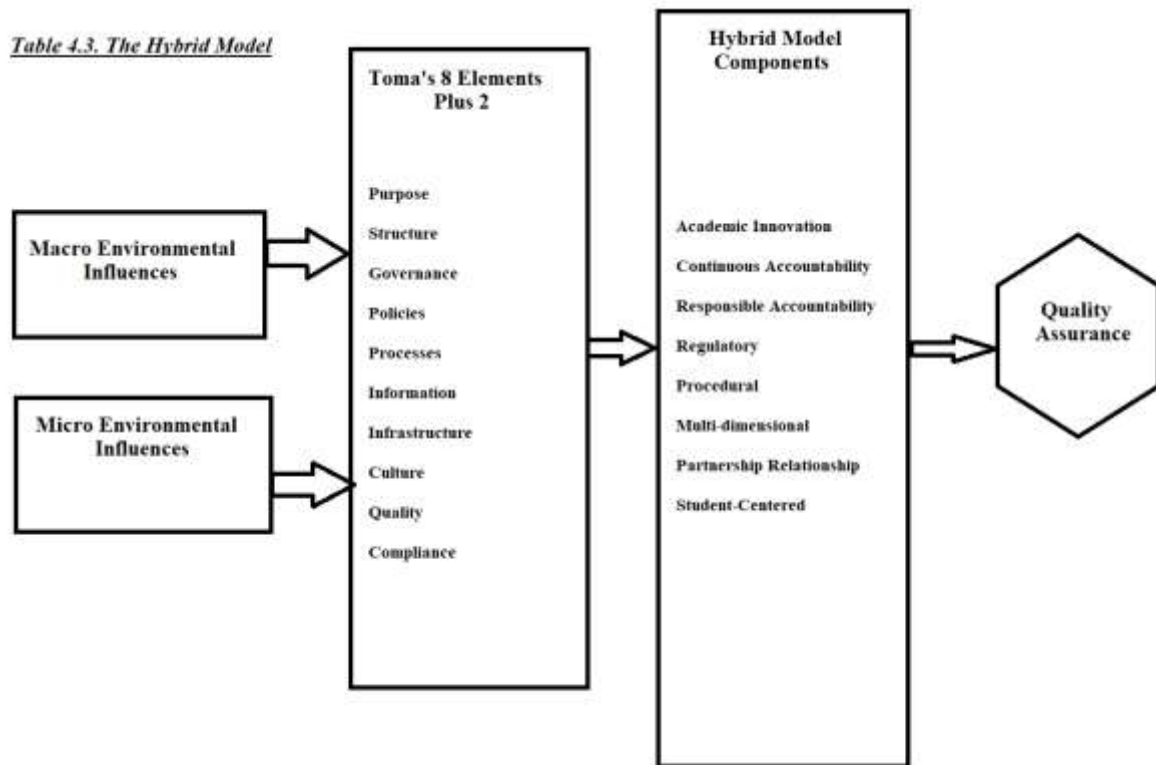 Table 4.3. The Hybrid Model
Macro Environmental
Influences
Micro Environmental
Influences
Toma's 8 Elements
Plus 2
Purpose
Structure
Governance
Policies
Processes
Information
Infrastructure
Culture
Quality
Compliance
Hybrid Model
Components
Academic Innovation
Continuous Accountability
Responsible Accountability
Regulatory
Procedural
Multi-dimensional
Partnership Relationship
Student-Centered
Quality
Assurance